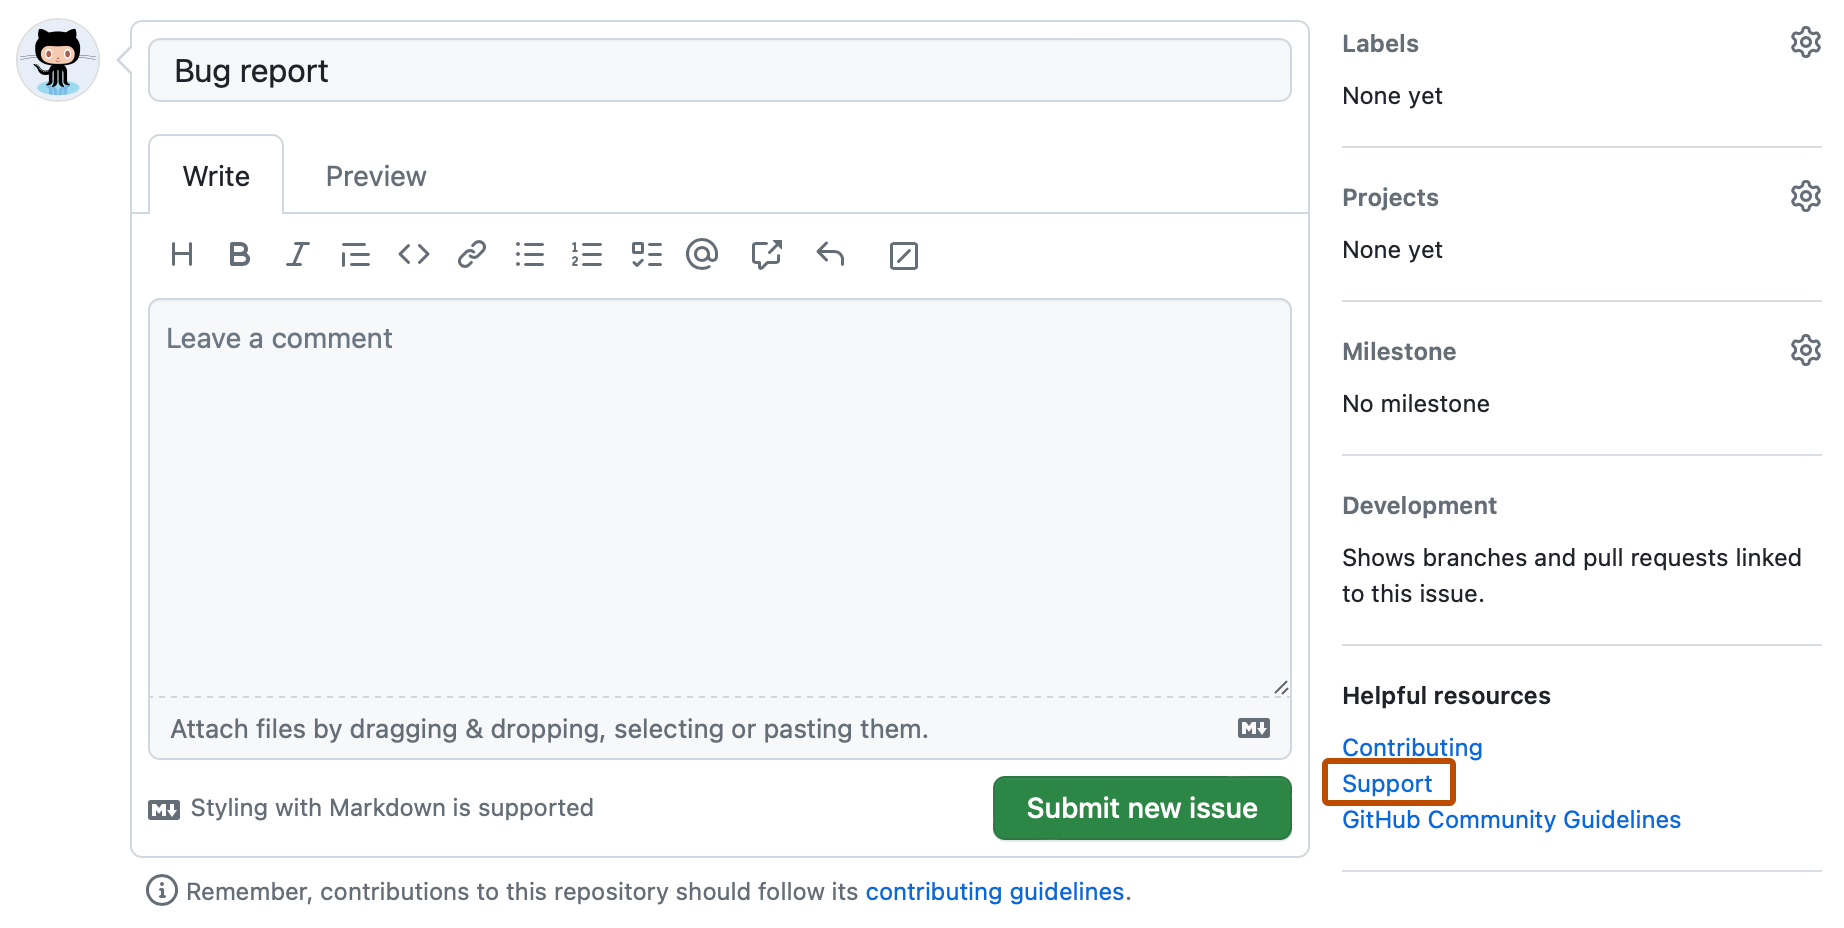 Bug report
Write
Preview
Leave a comment
Attach files by dragging & dropping, selecting or pasting them.
Styling with Markdown is supported
Submit new issue
Remember, contributions to this repository should follow its contributing guidelines.
Labels
None yet
Projects
None yet
Milestone
No milestone
Development
Shows branches and pull requests linked
to this issue.
Helpful resources
Contributing
Support
GitHub Community Guidelines